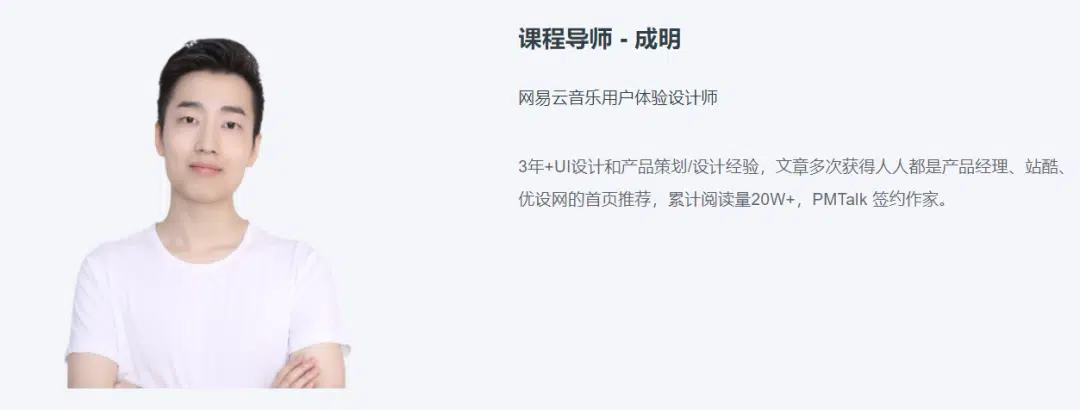 课程导师 - 成明
网易云音乐用户体验设计师
3年+UI设计和产品策划/设计经验，文章多次获得人人都是产品经理、站酷、
优设网的首页推荐，累计阅读量20W+，PMTalk 签约作家。